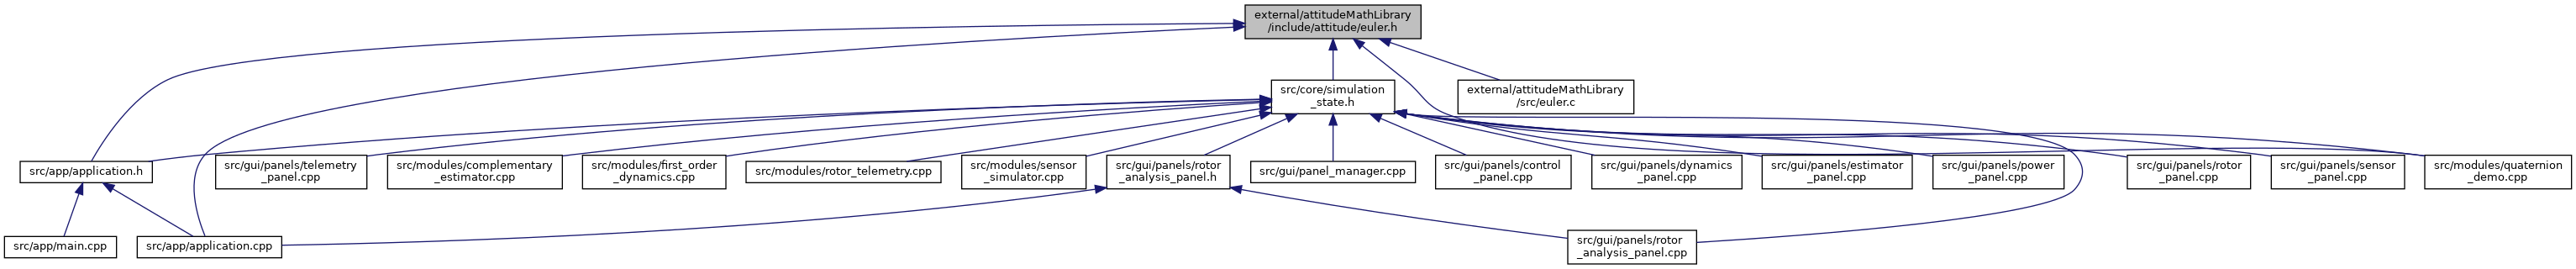 external/attitudeMathLibrary
/include/attitude/euler.h
src/core/simulation
_state.h
external/attitudeMathLibrary
/src/euler.c
src/app/application.h
src/gui/panels/telemetry
_panel.cpp
src/modules/complementary
_estimator.cpp
src/modules/first_order
_dynamics.cpp
src/modules/rotor_telemetry.cpp
src/modules/sensor
_simulator.cpp
src/gui/panels/rotor
_analysis_panel.h
src/gui/panel_manager.cpp
src/gui/panels/control
_panel.cpp
src/gui/panels/dynamics
_panel.cpp
src/gui/panels/estimator
_panel.cpp
src/gui/panels/power
_panel.cpp
src/gui/panels/rotor
_panel.cpp
src/gui/panels/sensor
_panel.cpp
src/modules/quaternion
_demo.cpp
src/app/main.cpp
src/app/application.cpp
src/gui/panels/rotor
_analysis_panel.cpp